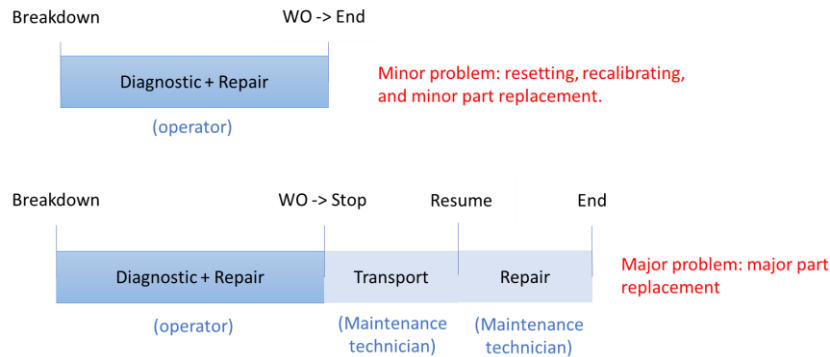 Breakdown
WO -> End
Diagnostic + Repair
Minor problem: resetting, recalibrating,
and minor part replacement.
(operator)
Breakdown
WO -> Stop
Resume
End
Diagnostic + Repair
Transport
Repair
Major problem: major part
replacement
(operator)
(Maintenance
technician)
(Maintenance
technician)